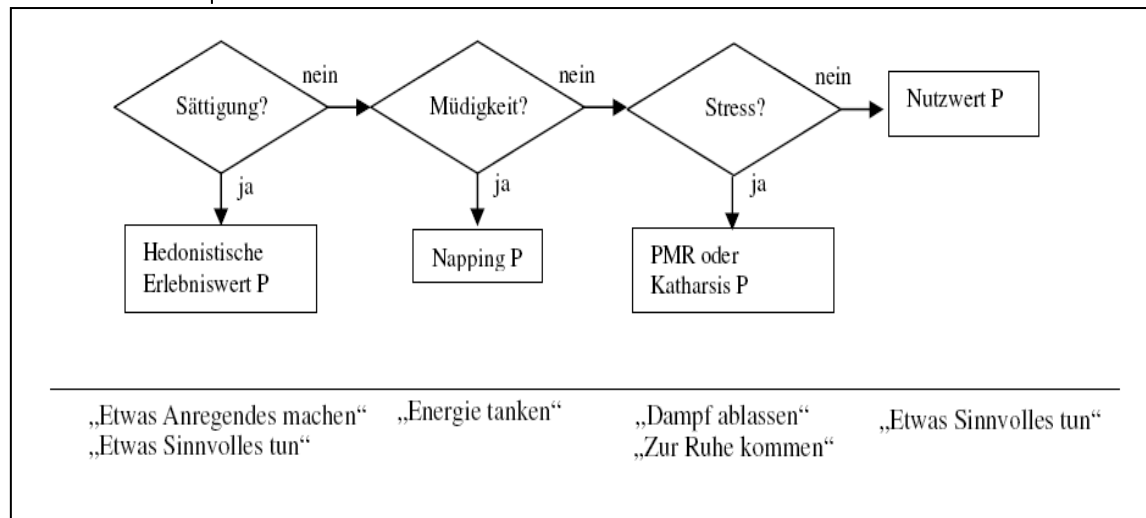 Sättigung?
nein
Müdigkeit?
nein
Stress?
nein
Nutzwert P
ja
ja
ja
Hedonistische
Erlebniswert P
Napping P
PMR oder
Katharsis P
„Etwas Anregendes machen“
„Etwas Sinnvolles tun“
„Energie tanken“
„Dampf ablassen“
„Zur Ruhe kommen“
„Etwas Sinnvolles tun“